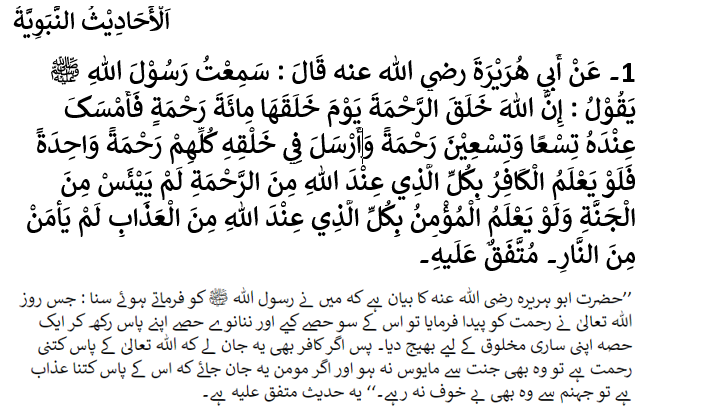 اَلْأَحَادِيْثُ النَّبَوِيَّةُ
1۔ عَنْ أَبِي هُرَيْرَةَ رضي الله عنه قَالَ : سَمِعْتُ رَسُوْلَ اللهِ ﷺ
يَقُوْلُ : إِنَّ اللهَ خَلَقَ الرَّحْمَةَ يَوْمَ خَلَقَهَا مِائَةَ رَحْمَةٍ فَأَمْسَکَ
عِنْدَهُ تِسْعًا وَتِسْعِيْنَ رَحْمَةً وَأَرْسَلَ فِي خَلْقِهِ کُلِّهِمْ رَحْمَةً وَاحِدَةً
فَلَوْ يَعْلَمُ الْکَافِرُ بِکُلِّ الَّذِي عِنْدَ اللهِ مِنَ الرَّحْمَةِ لَمْ يَيْئَسْ مِنَ
الْجَنَّةِ وَلَوْ يَعْلَمُ الْمُؤْمِنُ بِکُلِّ الَّذِي عِنْدَ اللهِ مِنَ الْعَذَابِ لَمْ يَأْمَنْ
مِنَ النَّارِ۔ مُتَّفَقٌ عَلَيهِ۔
’’حضرت ابو ہریرہ رضی اللہ عنہ کا بیان ہے کہ میں نے رسول اللہ ﷺ کو فرماتے ہوئے سنا : جس روز
اللہ تعالیٰ نے رحمت کو پیدا فرمایا تو اس کے سو حصے کیے اور ننانوے حصے اپنے پاس رکھ کر ایک
حصہ اپنی ساری مخلوق کے لیے بھیج دیا۔ پس اگر کافر بھی یہ جان لے کہ اللہ تعالیٰ کے پاس کتنی
رحمت ہے تو وہ بھی جنت سے مایوس نہ ہو اور اگر مومن یہ جان جائے کہ اس کے پاس کتنا عذاب
ہے تو جہنم سے وہ بھی بے خوف نہ رہے۔‘‘ یہ حدیث متفق علیہ ہے۔